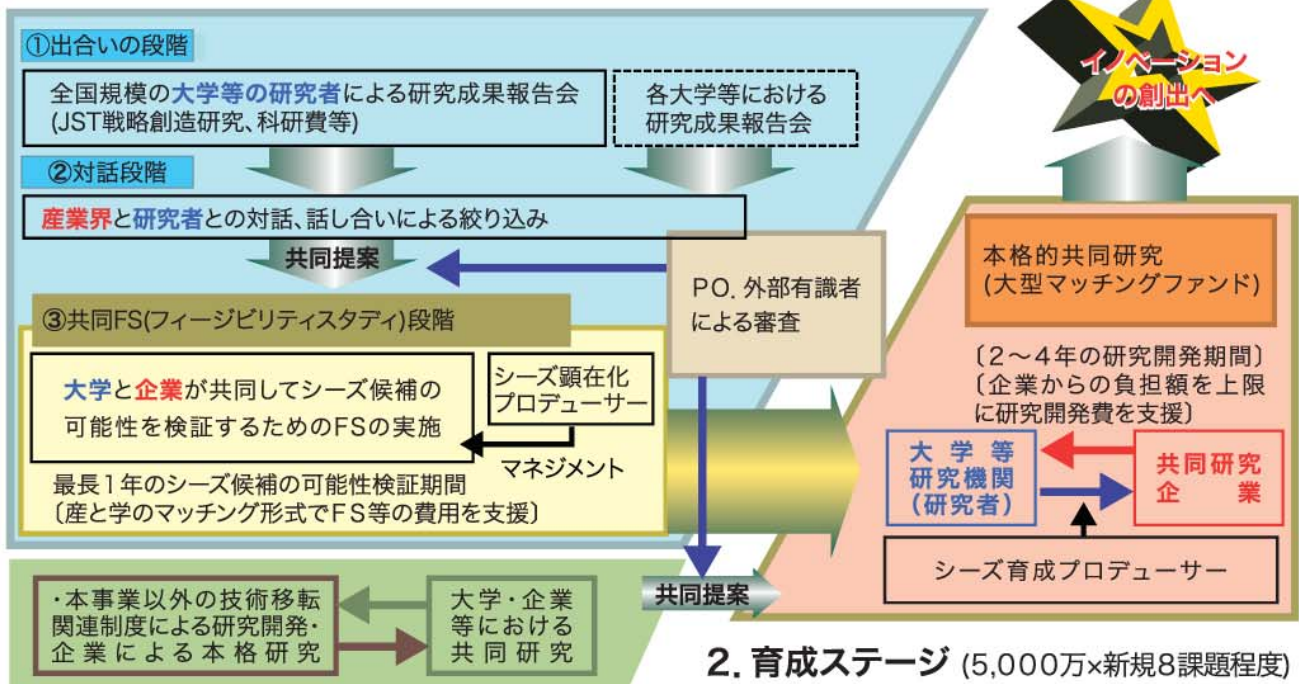 ①出合いの段階
全国規模の大学等の研究者による研究成果報告会
(JST戦略創造研究、科研費等)
各大学等における
研究成果報告会
②対話段階
産業界と研究者との対話、話し合いによる絞り込み
共同提案
PO. 外部有識者
による審査
③共同FS(フィージビリティスタディ)段階
大学と企業が共同してシーズ候補の
可能性を検証するためのFSの実施
シーズ顕在化
プロデューサー
マネジメント
最長1年のシーズ候補の可能性検証期間
〔産と学のマッチング形式でFS等の費用を支援〕
・本事業以外の技術移転
関連制度による研究開発・
企業による本格研究
大学・企業
等における
共同研究
共同提案
イノベーション
の創出へ
本格的共同研究
(大型マッチングファンド)
〔2～4年の研究開発期間〕
〔企業からの負担額を上限
に研究開発費を支援〕
大学等
研究機関
(研究者)
共同研究
企業
シーズ育成プロデューサー
2. 育成ステージ (5,000万×新規8課題程度)